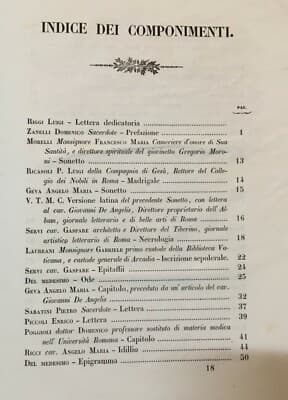 INDICE DEI COMPONIMENTI.
PAG.
RIGGI LUIGI – Lettera dedicatoria
ZANELLI DOMENICO Sacerdote – Prefazione 1
MORELLI Monsignore FRANCESCO MARIA Cameriere d'onore di Sua
Santità, e direttore spirituale del giovinetto Gregorio Moro-
ni – Sonetto 13
RICASOLI P. LUIGI della Compagnia di Gesù, Rettore del Colle-
gio dei Nobili in Roma – Madrigale 14
GEVA ANGELO MARIA – Sonetto 15
V. T. M. C. Versione latina del precedente Sonetto, con lettera
al cav. Giovanni De Angelis, Direttore proprietario dell'Al-
bum, giornale letterario e di belle arti di Roma 16
SERVI cav. GASPARE architetto e Direttore del Tiberino, giornale
artistico letterario di Roma – Necrologia 18
LAUREANI Monsignore GABRIELE primo custode della Biblioteca Va-
ticana, e custode generale di Arcadia – Iscrizione sepolcrale. 22
SERVI cav. GASPARE – Epitaffii 24
DEL MEDESIMO – Ode 25
GEVA ANGELO MARIA – Capitolo, preceduto da un'articolo del cav.
Giovanni De Angelis 32
SABATINI PIETRO Sacerdote – Lettera 37
PICCOLI ENRICO – Lettera 39
POGGIOLI dottor DOMENICO professore sostituto di materia medica
nell'Università Romana – Capitolo 41
RICCI cav. ANGELO MARIA – Idillio 44
DEL MEDESIMO – Epigramma 50
18